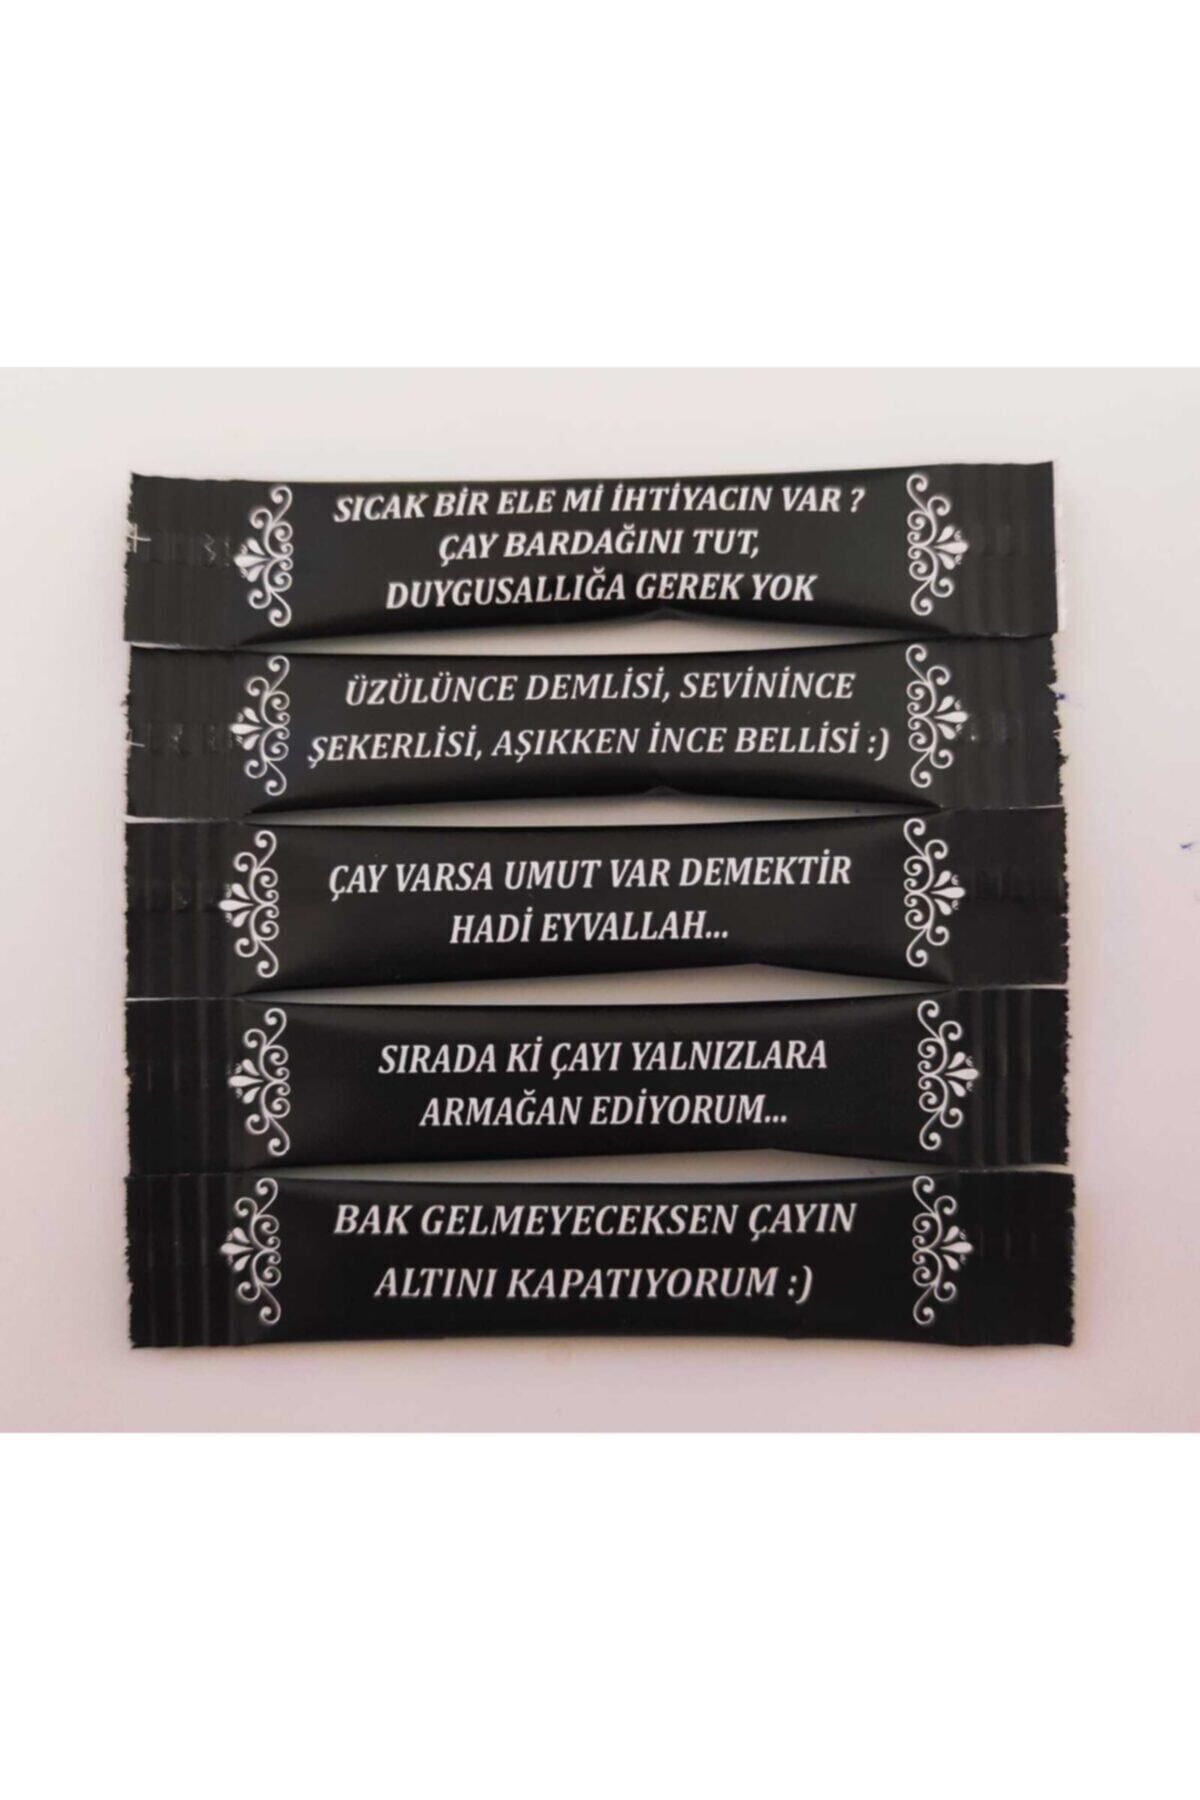 SICAK BİR ELE Mİ İHTİYACIN VAR ?
ÇAY BARDAĞINI TUT,
DUYGUSALLIĞA GEREK YOK
ÜZÜLÜNCE DEMLİSİ, SEVİNİNCE
ŞEKERLİSİ, AŞIKKEN İNCE BELLİSİ :)
ÇAY VARSA UMUT VAR DEMEKTİR
HADİ EYVALLAH...
SIRADA Kİ ÇAYI YALNIZLARA
ARMAĞAN EDİYORUM...
BAK GELMEYECEKSEN ÇAYIN
ALTINI KAPATIYORUM :)